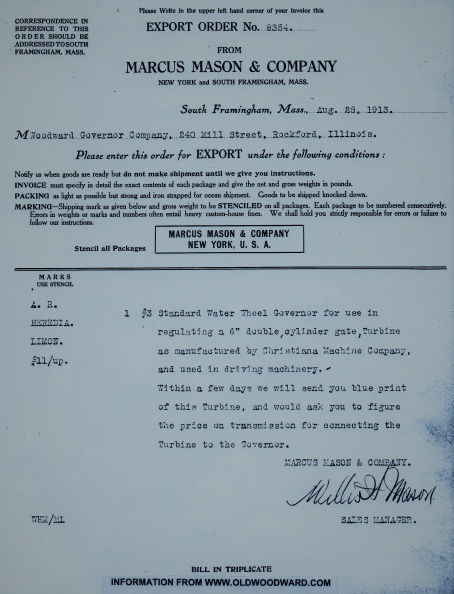 Please Write in the upper left hand corner of your invoice this
CORRESPONDENCE IN
REFERENCE TO THIS
ORDER SHOULD BE
ADDRESSED TO SOUTH
FRAMINGHAM, MASS.
EXPORT ORDER No. 8354.
FROM
MARCUS MASON & COMPANY
NEW YORK and SOUTH FRAMINGHAM, MASS.
South Framingham, Mass., Aug. 28, 1913.
M Woodward Governor Company, 240 Mill Street, Rockford, Illinois.
Please enter this order for EXPORT under the following conditions:
Notify us when goods are ready but do not make shipment until we give you instructions.
INVOICE must specify in detail the exact contents of each package and give the net and gross weights in pounds.
PACKING as light as possible but strong and iron strapped for ocean shipment. Goods to be shipped knocked down.
MARKING—Shipping mark as given below and gross weight to be STENCILED on all packages. Each package to be numbered consecutively.
Errors in weights or marks and numbers often entail heavy custom-house fines. We shall hold you strictly responsible for errors or failure to
follow our instructions.
Stencil all Packages
MARCUS MASON & COMPANY
NEW YORK, U. S. A.
MARKS
USE STENCIL
A. R.
HEREDIA.
LIMON.
#11/up.
1 #3 Standard Water Wheel Governor for use in
regulating a 6" double, cylinder gate, Turbine
as manufactured by Christiana Machine Company,
and used in driving machinery.
Within a few days we will send you blue print
of this Turbine, and would ask you to figure
the price on transmission for connecting the
Turbine to the Governor.
MARCUS MASON & COMPANY.
Willis H Mason
WHM/ML
SALES MANAGER.
BILL IN TRIPLICATE
INFORMATION FROM WWW.OLDWOODWARD.COM